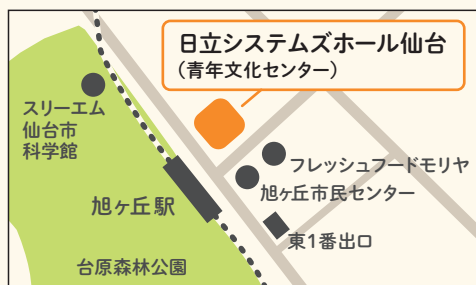 日立システムズホール仙台
（青年文化センター）
スリーエム
仙台市
科学館
フレッシュフードモリヤ
旭ヶ丘市民センター
旭ヶ丘駅
東1番出口
台原森林公園